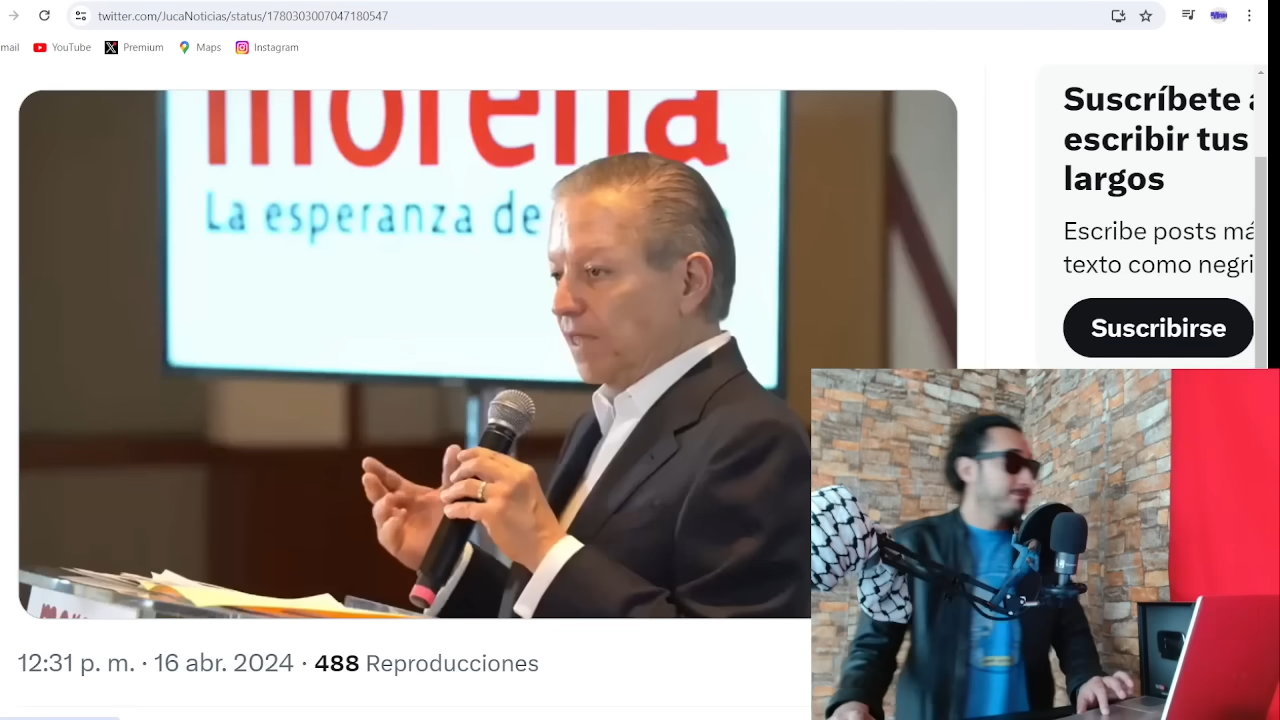 twitter.com/JucaNoticias/status/1780303007047180547
mail
YouTube
Premium
Maps
Instagram
morena
La esperanza de
Suscríbete a
escribir tus
largos
Escribe posts má
texto como negri
Suscribirse
12:31 p. m. · 16 abr. 2024 · 488 Reproducciones